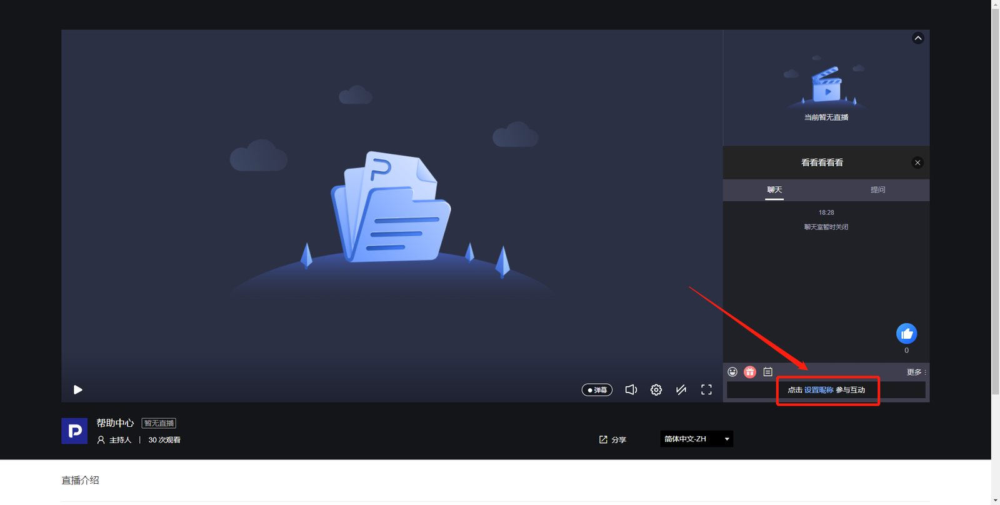 当前暂无直播
看看看看看
聊天 提问
18:28
聊天室暂时关闭
0
更多
弹幕
点击 设置昵称 参与互动
帮助中心 暂无直播
主持人 | 30 次观看
分享
简体中文-ZH
直播介绍